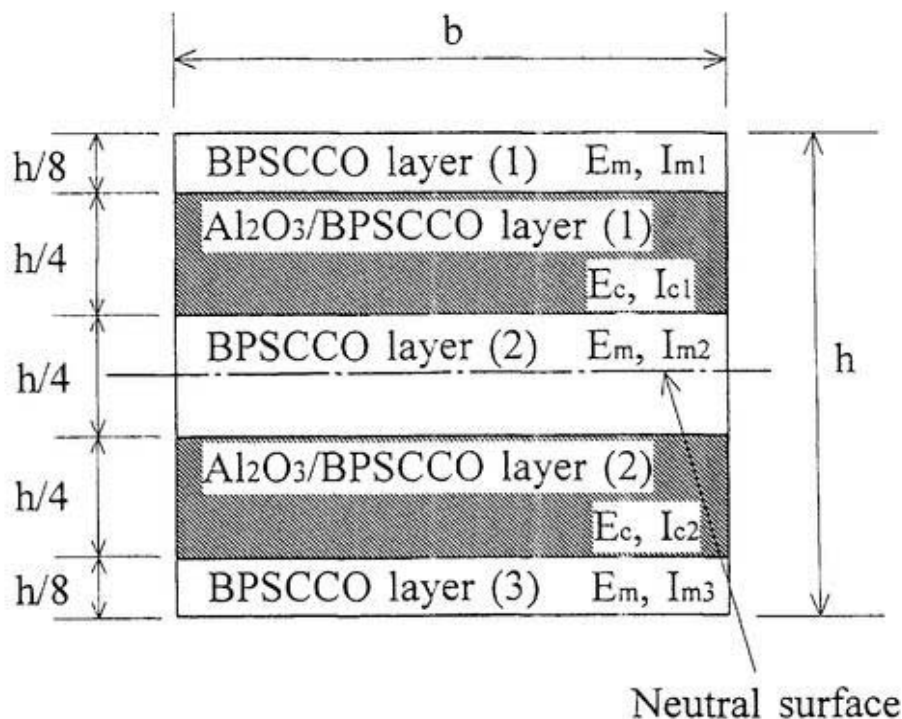 b
h/8
BPSCCO layer (1) Em, Im1
Al2O3/BPSCCO layer (1)
h/4
Ec, Ic1
BPSCCO layer (2) Em, Im2
h/4
h
Al2O3/BPSCCO layer (2)
h/4
Ec, Ic2
h/8
BPSCCO layer (3) Em, Im3
Neutral surface